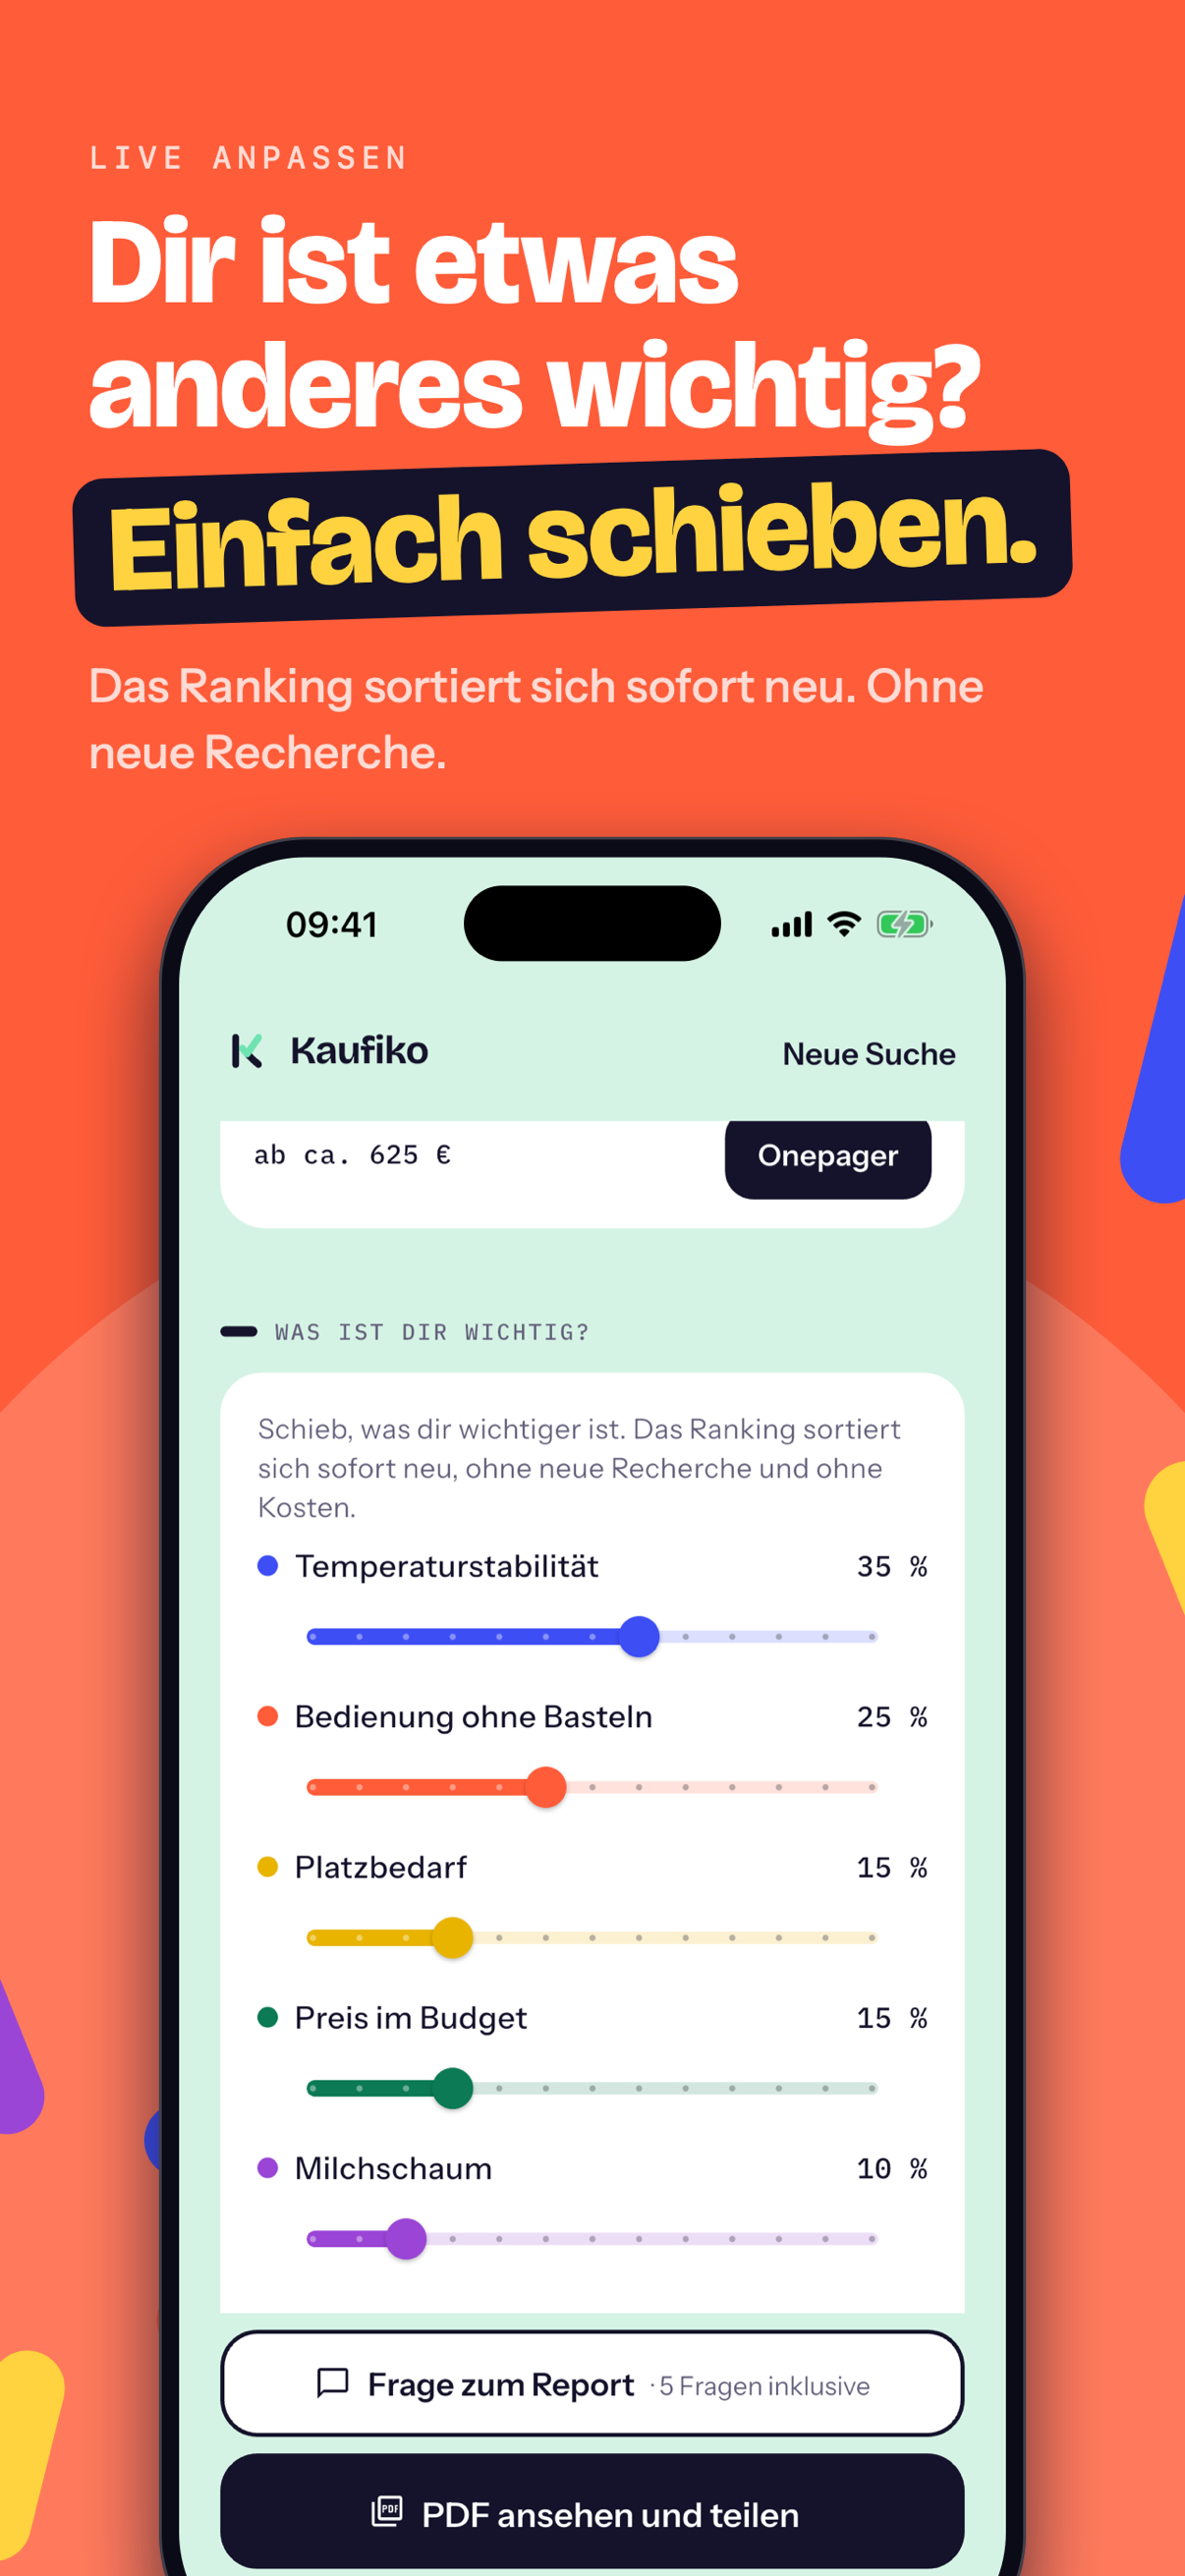 LIVE ANPASSEN
Dir ist etwas
anderes wichtig?
Einfach schieben.
Das Ranking sortiert sich sofort neu. Ohne
neue Recherche.
09:41
Kaufiko
Neue Suche
ab ca. 625 €
Onepager
WAS IST DIR WICHTIG?
Schieb, was dir wichtiger ist. Das Ranking sortiert
sich sofort neu, ohne neue Recherche und ohne
Kosten.
Temperaturstabilität 35 %
Bedienung ohne Basteln 25 %
Platzbedarf 15 %
Preis im Budget 15 %
Milchschaum 10 %
Frage zum Report · 5 Fragen inklusive
PDF PDF ansehen und teilen